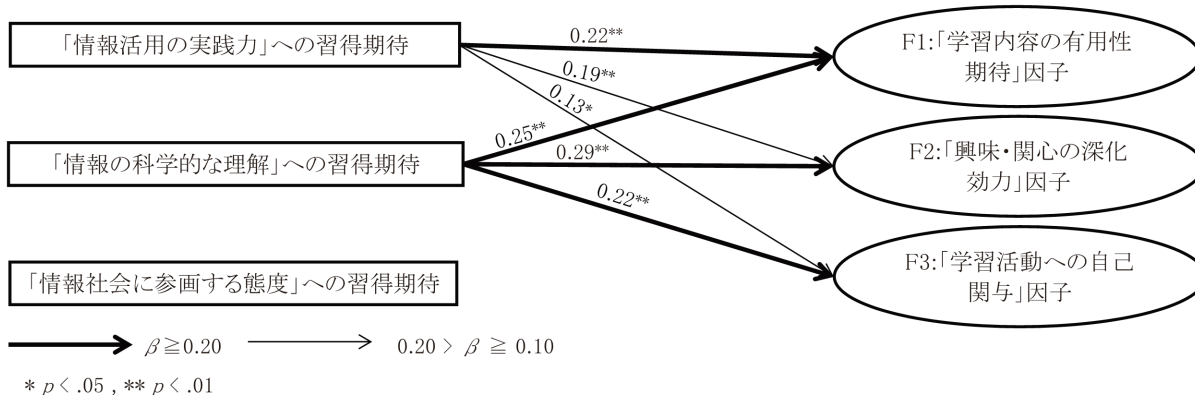 「情報活用の実践力」への習得期待
0.22**
F1:「学習内容の有用性
期待」因子
0.19**
0.13*
0.25**
「情報の科学的な理解」への習得期待
0.29**
F2:「興味・関心の深化
効力」因子
0.22**
「情報社会に参画する態度」への習得期待
F3:「学習活動への自己
関与」因子
β≧0.20
0.20 > β ≧ 0.10
* p < .05 , ** p < .01